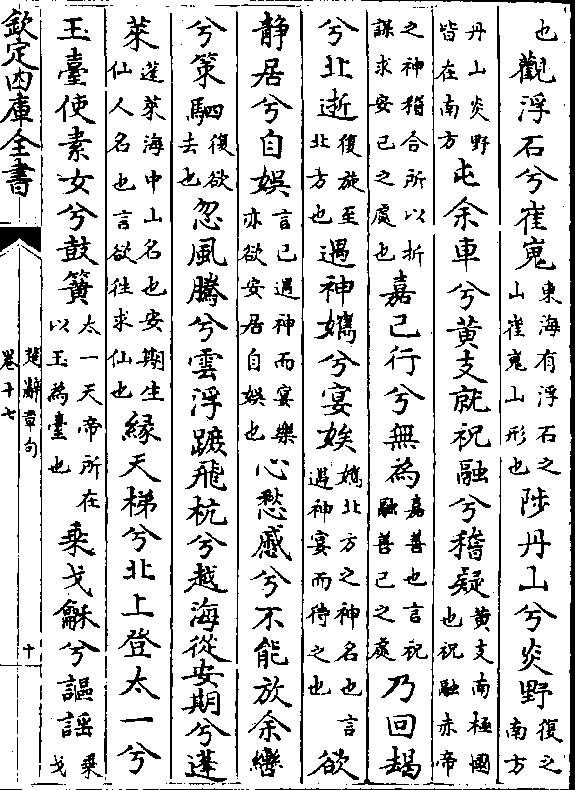 也觀浮石兮崔嵬東海有浮石之山崔嵬山形也陟丹山兮炎野復之南方
丹山炎野皆在南方屯余車兮黄支就祝融兮稽疑黄支南極國也祝融赤帝
之神稽合所以折謀求安己之處也嘉己行兮無為嘉善也言祝融善己之處乃回朅
兮北逝復旋至北方也遇神孈兮宴娭孈北方之神名也言遇神宴而待之也欲
静居兮自娛言己遇神而宴樂亦欲安居自娛也心愁慼兮不能放余轡
兮策駟復欲去也忽風騰兮雲浮蹠飛杭兮越海從安期兮蓬
萊蓬萊海中山名也安期生仙人名也言欲往求仙也緣天梯兮北上登太一兮
玉臺使素女兮鼓簧太一天帝所在以玉為臺也乗戈龢兮謳謡乗戈
欽定四庫全書
楚辭章句
卷十七
十